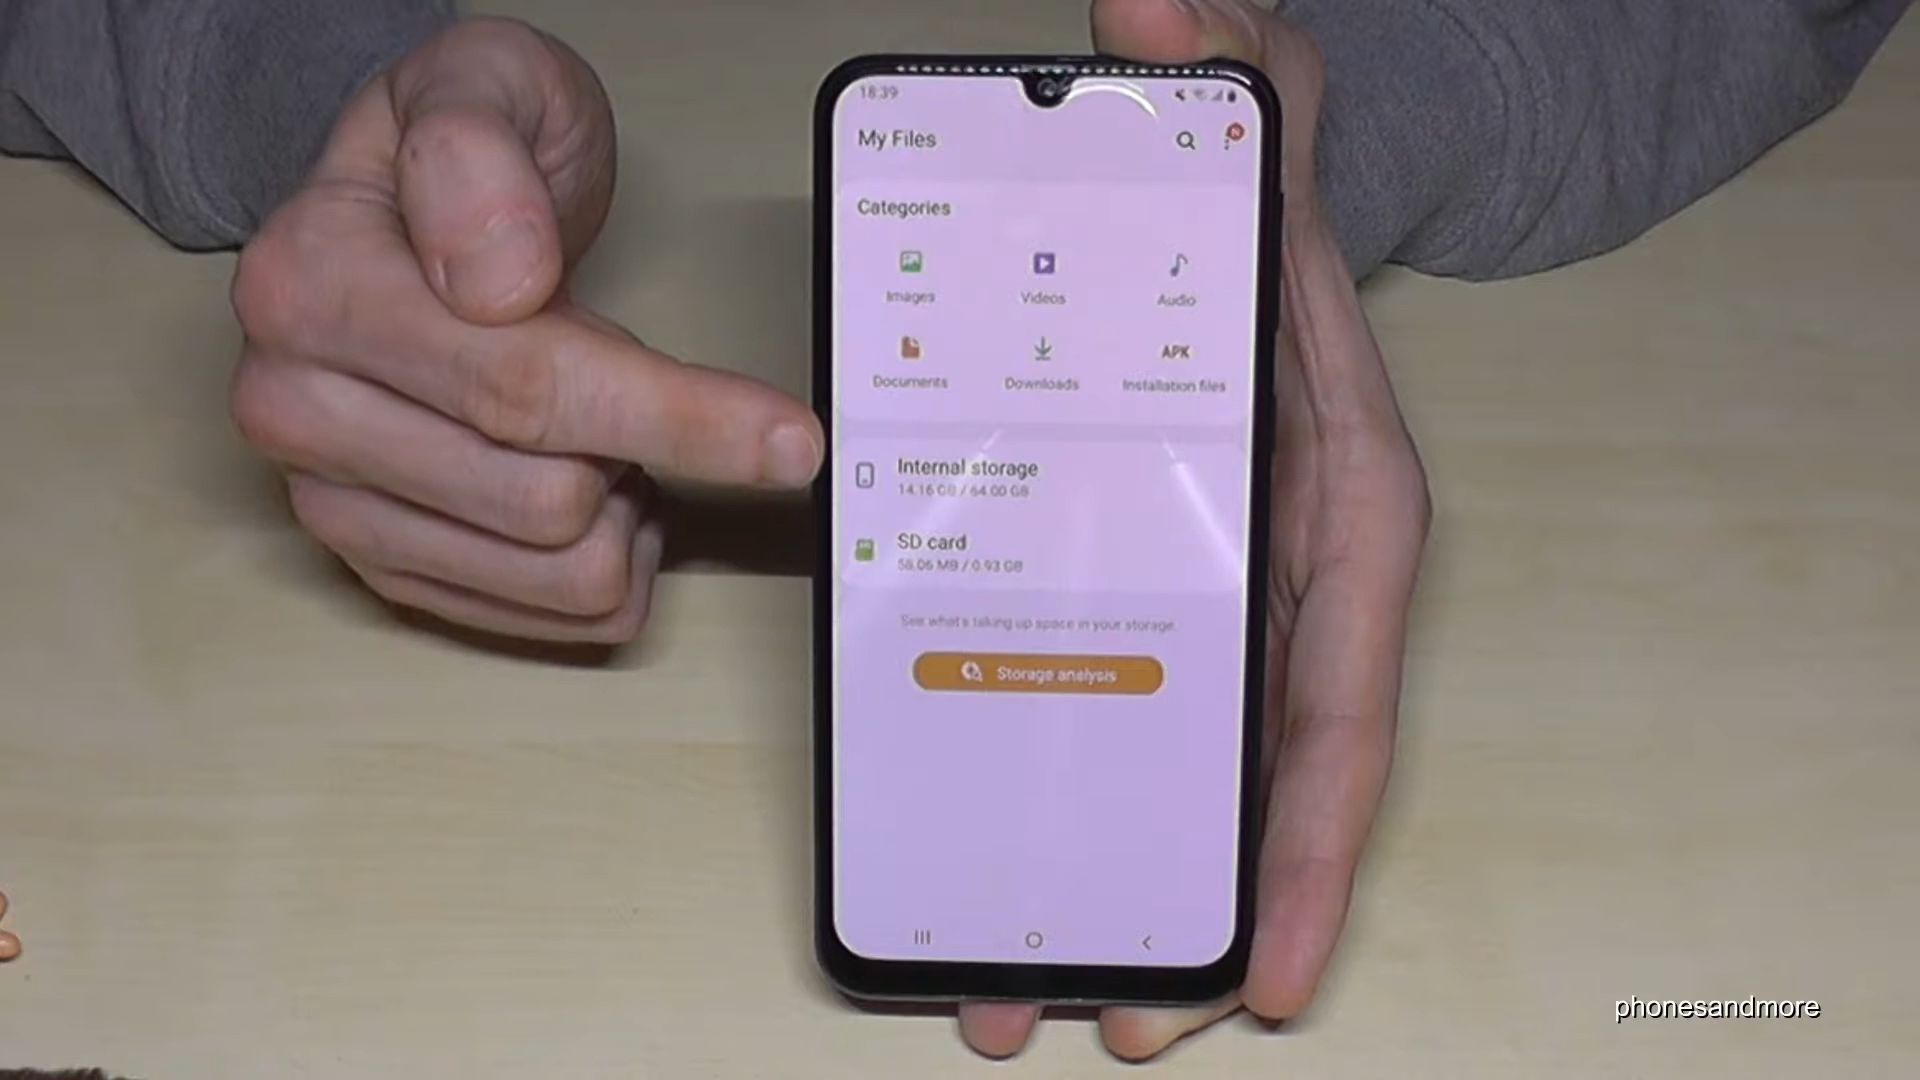 18:39
My Files
N
Categories
Images
Videos
Audio
Documents
Downloads
APK
Installation files
Internal storage
14.16 GB / 64.00 GB
SD card
58.06 MB / 0.93 GB
See what's taking up space in your storage.
Storage analysis
phonesandmore